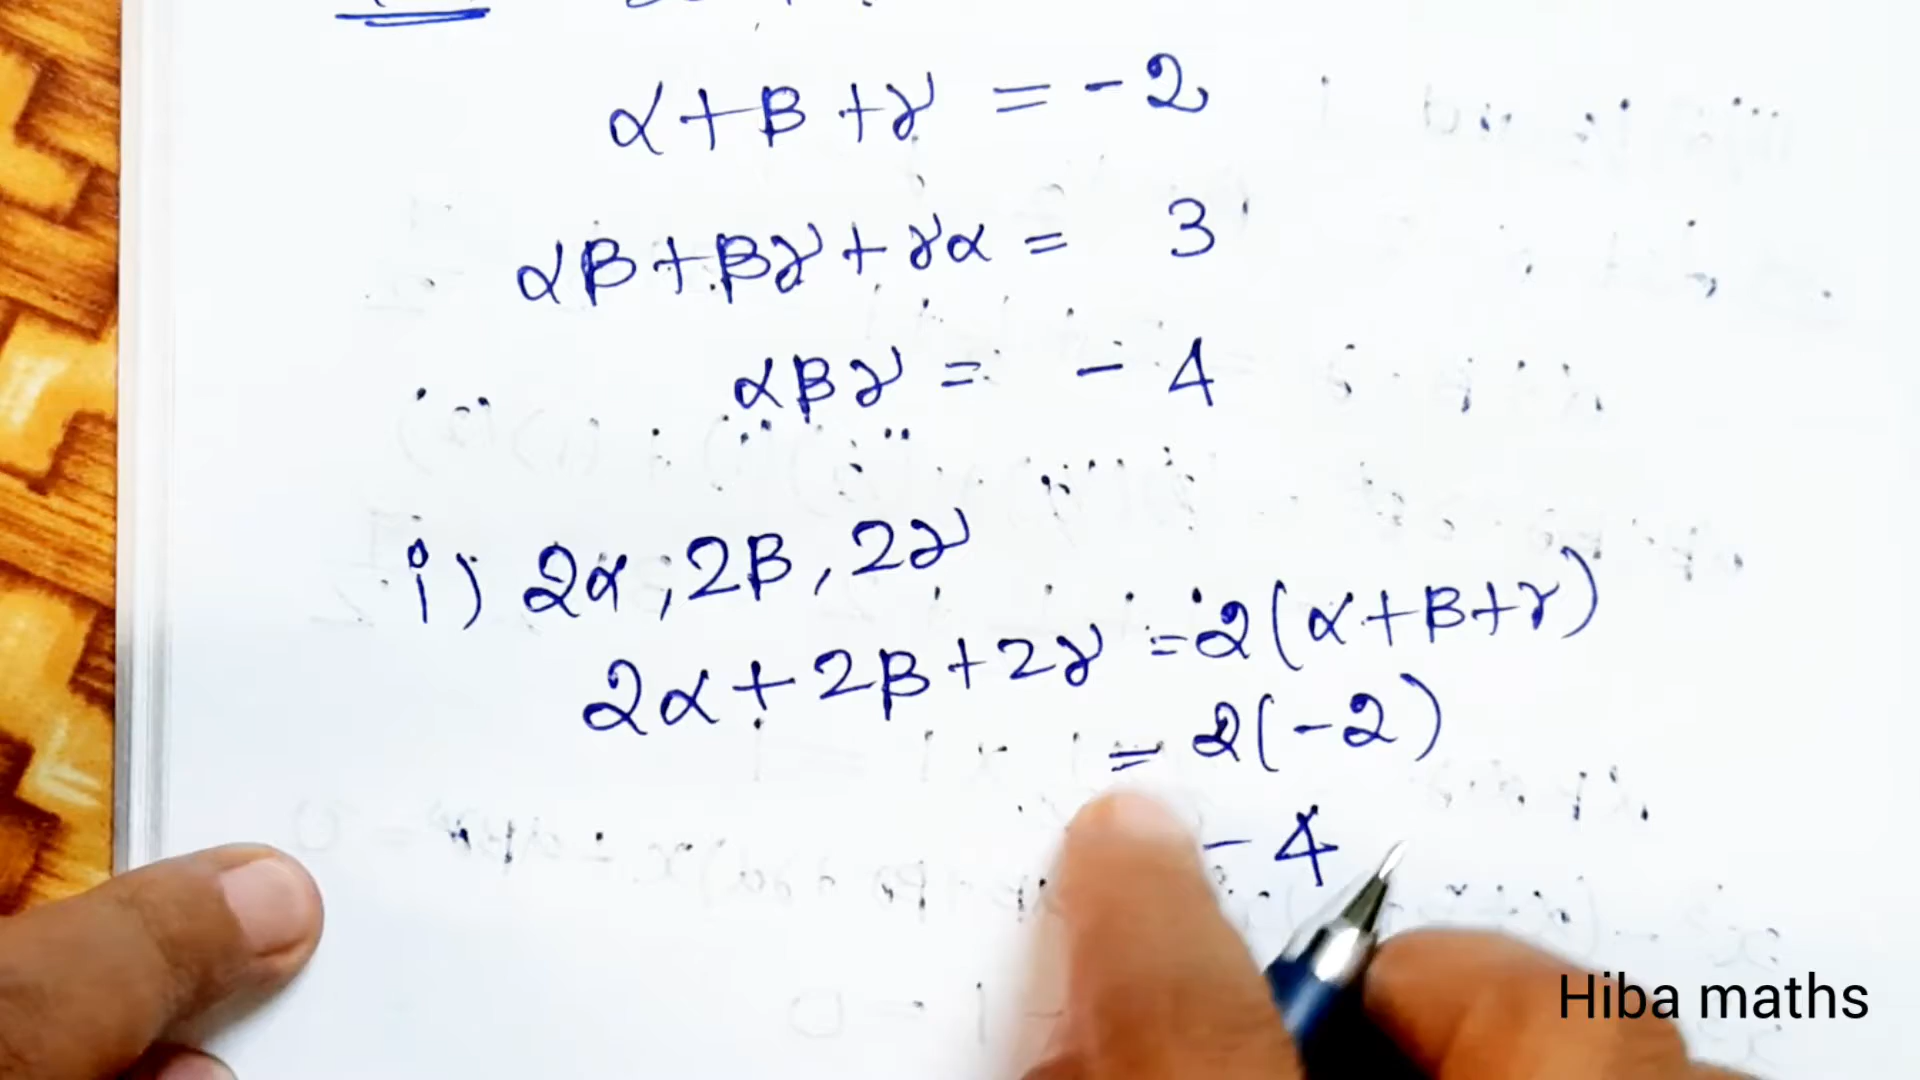 α+β+γ = -2
αβ+βγ+γα = 3
αβγ = -4
i) 2α, 2β, 2γ
2α+2β+2γ = 2(α+β+γ)
= 2(-2)
-4
Hiba maths